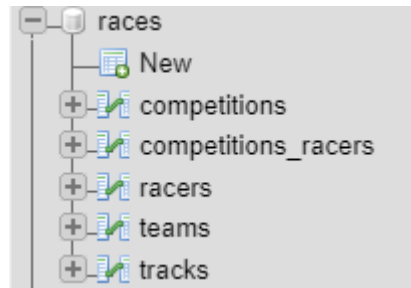 races
New
competitions
competitions_racers
racers
teams
tracks